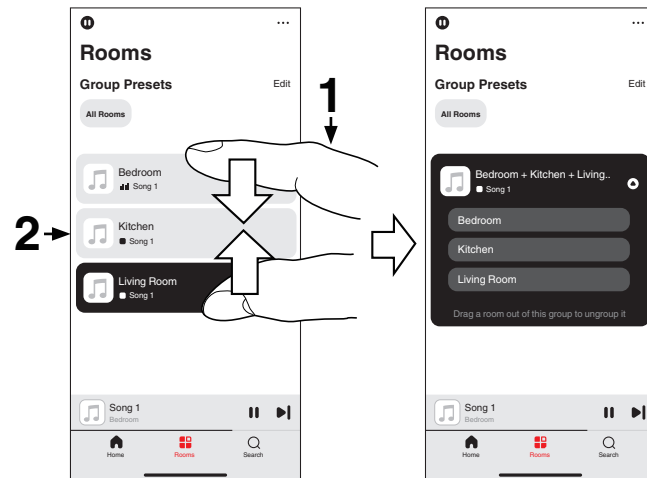 ...
Rooms
Group Presets Edit
All Rooms
1
Bedroom
Song 1
2
Kitchen
Song 1
Living Room
Song 1
Song 1
Bedroom
Home Rooms Search
...
Rooms
Group Presets Edit
All Rooms
Bedroom + Kitchen + Living..
Song 1
Bedroom
Kitchen
Living Room
Drag a room out of this group to ungroup it
Song 1
Bedroom
Home Rooms Search